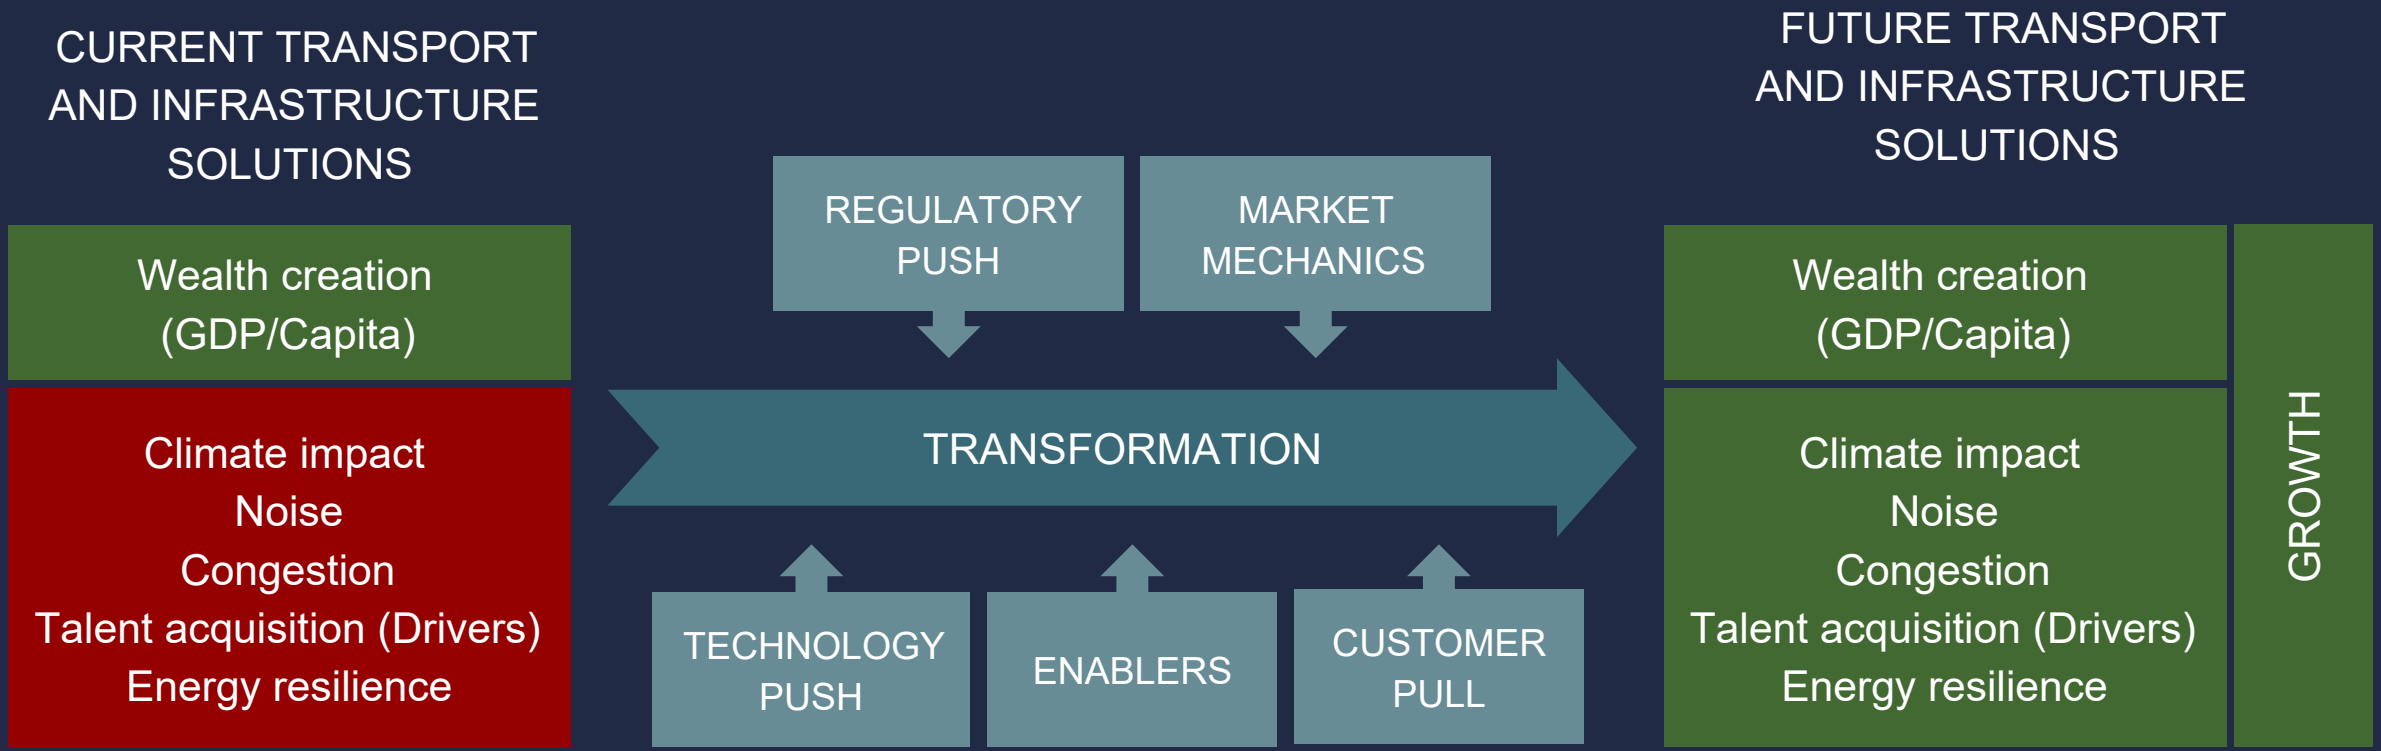 CURRENT TRANSPORT
AND INFRASTRUCTURE
SOLUTIONS
Wealth creation
(GDP/Capita)
Climate impact
Noise
Congestion
Talent acquisition (Drivers)
Energy resilience
REGULATORY
PUSH
MARKET
MECHANICS
TRANSFORMATION
TECHNOLOGY
PUSH
ENABLERS
CUSTOMER
PULL
FUTURE TRANSPORT
AND INFRASTRUCTURE
SOLUTIONS
Wealth creation
(GDP/Capita)
Climate impact
Noise
Congestion
Talent acquisition (Drivers)
Energy resilience
GROWTH